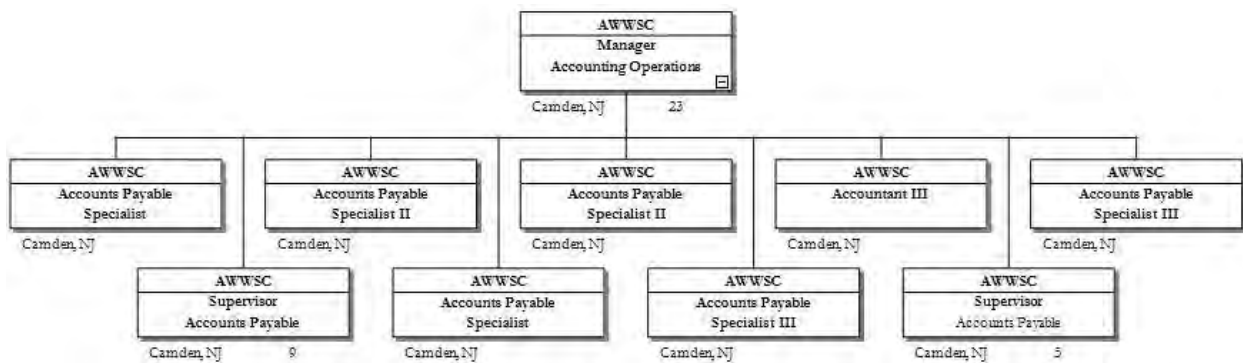 AWWSC
Manager
Accounting Operations
Camden, NJ 23
AWWSC
Accounts Payable
Specialist
Camden, NJ
AWWSC
Accounts Payable
Specialist II
Camden, NJ
AWWSC
Accounts Payable
Specialist II
Camden, NJ
AWWSC
Accountant III
Camden, NJ
AWWSC
Accounts Payable
Specialist III
Camden, NJ
AWWSC
Supervisor
Accounts Payable
Camden, NJ 9
AWWSC
Accounts Payable
Specialist
Camden, NJ
AWWSC
Accounts Payable
Specialist III
Camden, NJ
AWWSC
Supervisor
Accounts Payable
Camden, NJ 5